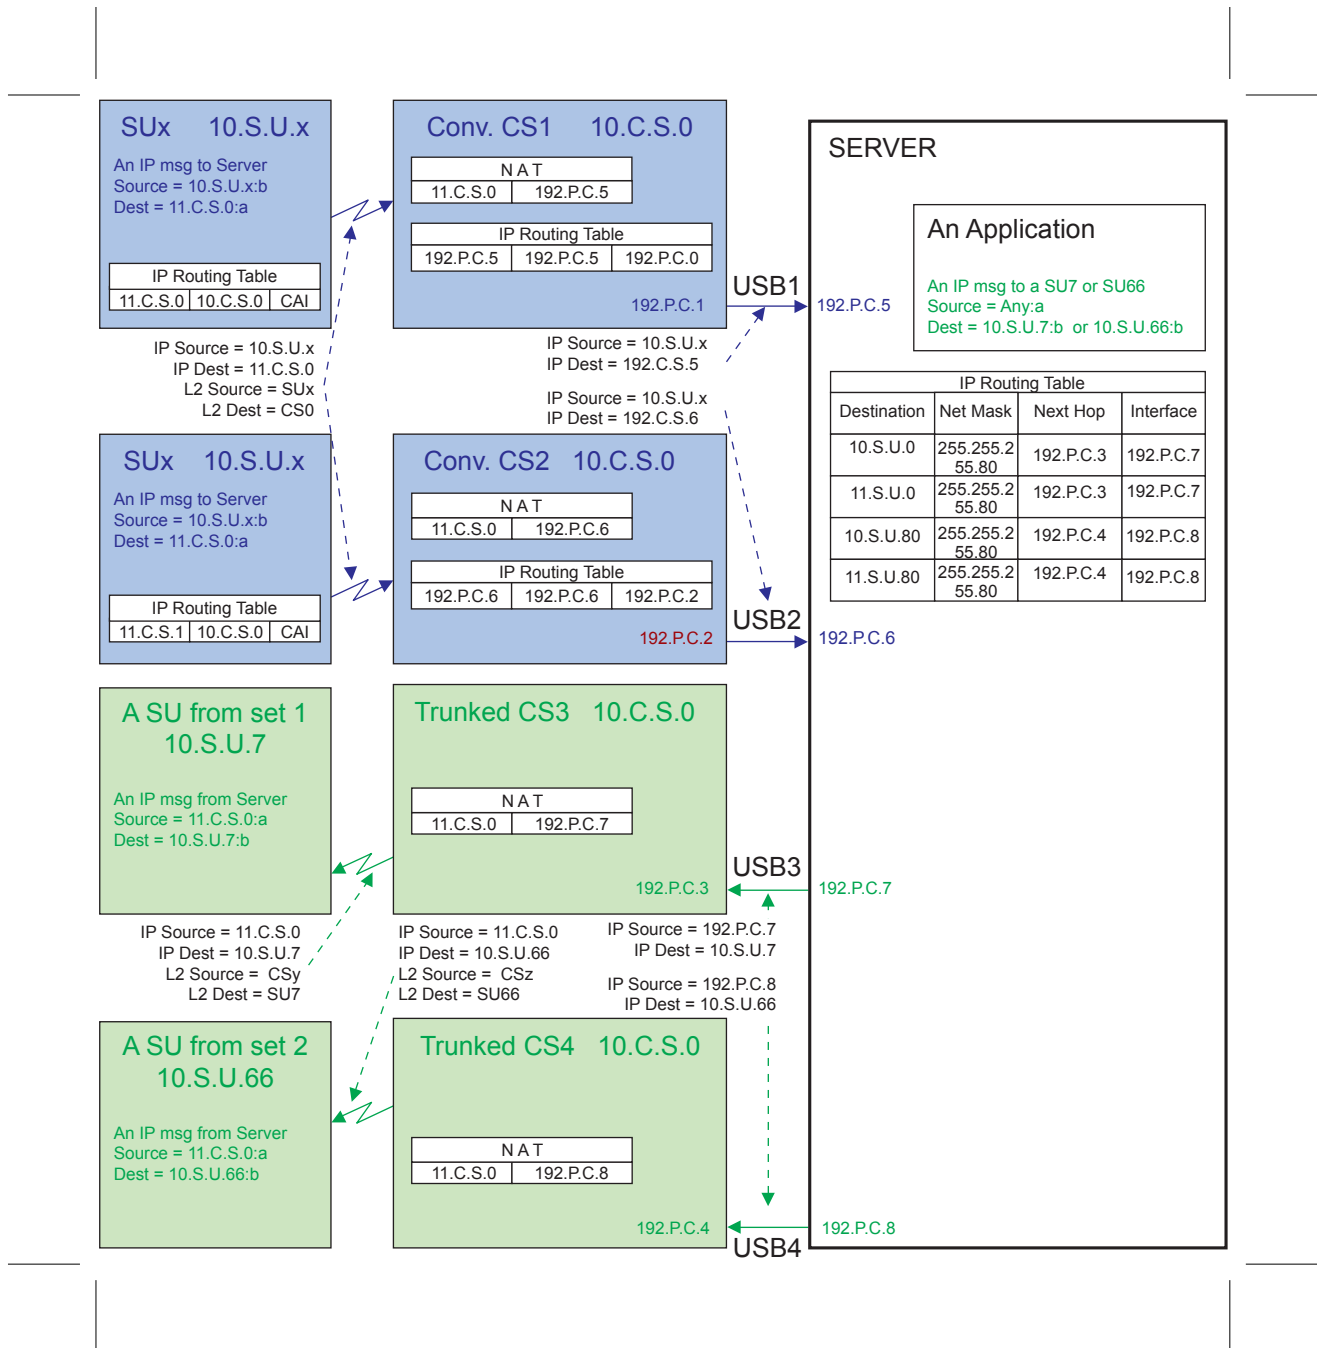 SUx 10.S.U.x
An IP msg to Server
Source = 10.S.U.x:b
Dest = 11.C.S.0:a
IP Routing Table
11.C.S.0 10.C.S.0 CAI
Conv. CS1 10.C.S.0
N A T
11.C.S.0 192.P.C.5
IP Routing Table
192.P.C.5 192.P.C.5 192.P.C.0
192.P.C.1
USB1
IP Source = 10.S.U.x
IP Dest = 11.C.S.0
L2 Source = SUx
L2 Dest = CS0
IP Source = 10.S.U.x
IP Dest = 192.C.S.5
IP Source = 10.S.U.x
IP Dest = 192.C.S.6
SUx 10.S.U.x
An IP msg to Server
Source = 10.S.U.x:b
Dest = 11.C.S.0:a
IP Routing Table
11.C.S.1 10.C.S.0 CAI
Conv. CS2 10.C.S.0
N A T
11.C.S.0 192.P.C.6
IP Routing Table
192.P.C.6 192.P.C.6 192.P.C.2
192.P.C.2
USB2
A SU from set 1
10.S.U.7
An IP msg from Server
Source = 11.C.S.0:a
Dest = 10.S.U.7:b
Trunked CS3 10.C.S.0
N A T
11.C.S.0 192.P.C.7
192.P.C.3
USB3
IP Source = 11.C.S.0
IP Dest = 10.S.U.7
L2 Source = CSy
L2 Dest = SU7
IP Source = 11.C.S.0
IP Dest = 10.S.U.66
L2 Source = CSz
L2 Dest = SU66
IP Source = 192.P.C.7
IP Dest = 10.S.U.7
IP Source = 192.P.C.8
IP Dest = 10.S.U.66
A SU from set 2
10.S.U.66
An IP msg from Server
Source = 11.C.S.0:a
Dest = 10.S.U.66:b
Trunked CS4 10.C.S.0
N A T
11.C.S.0 192.P.C.8
192.P.C.4
USB4
SERVER
An Application
An IP msg to a SU7 or SU66
Source = Any:a
Dest = 10.S.U.7:b or 10.S.U.66:b
192.P.C.5
IP Routing Table
Destination Net Mask Next Hop Interface
10.S.U.0 255.255.2 192.P.C.3 192.P.C.7
55.80
11.S.U.0 255.255.2 192.P.C.3 192.P.C.7
55.80
10.S.U.80 255.255.2 192.P.C.4 192.P.C.8
55.80
11.S.U.80 255.255.2 192.P.C.4 192.P.C.8
55.80
192.P.C.6
192.P.C.7
192.P.C.8